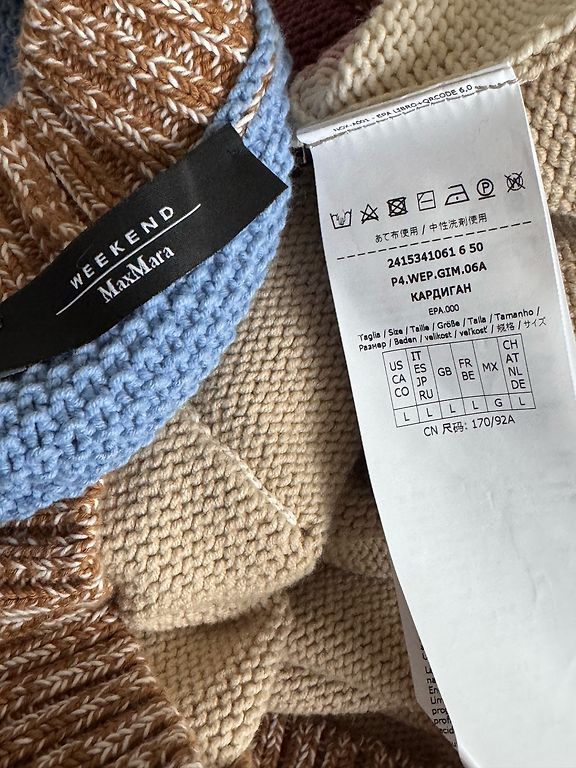 WEEKEND
MaxMara
あて布使用 / 中性洗剤使用
2415341061 6 50
P4.WEP.GIM.06A
КАРДИГАН
EPA.000
Taglia / Size / Taille / Größe / Talla / Tamanho /
Размер / Beden / velikost / veľkosť / 规格 / サイズ
US CA CO IT ES JP RU GB FR BE MX CH AT NL DE
L L L L G L
CN 尺码: 170/92A